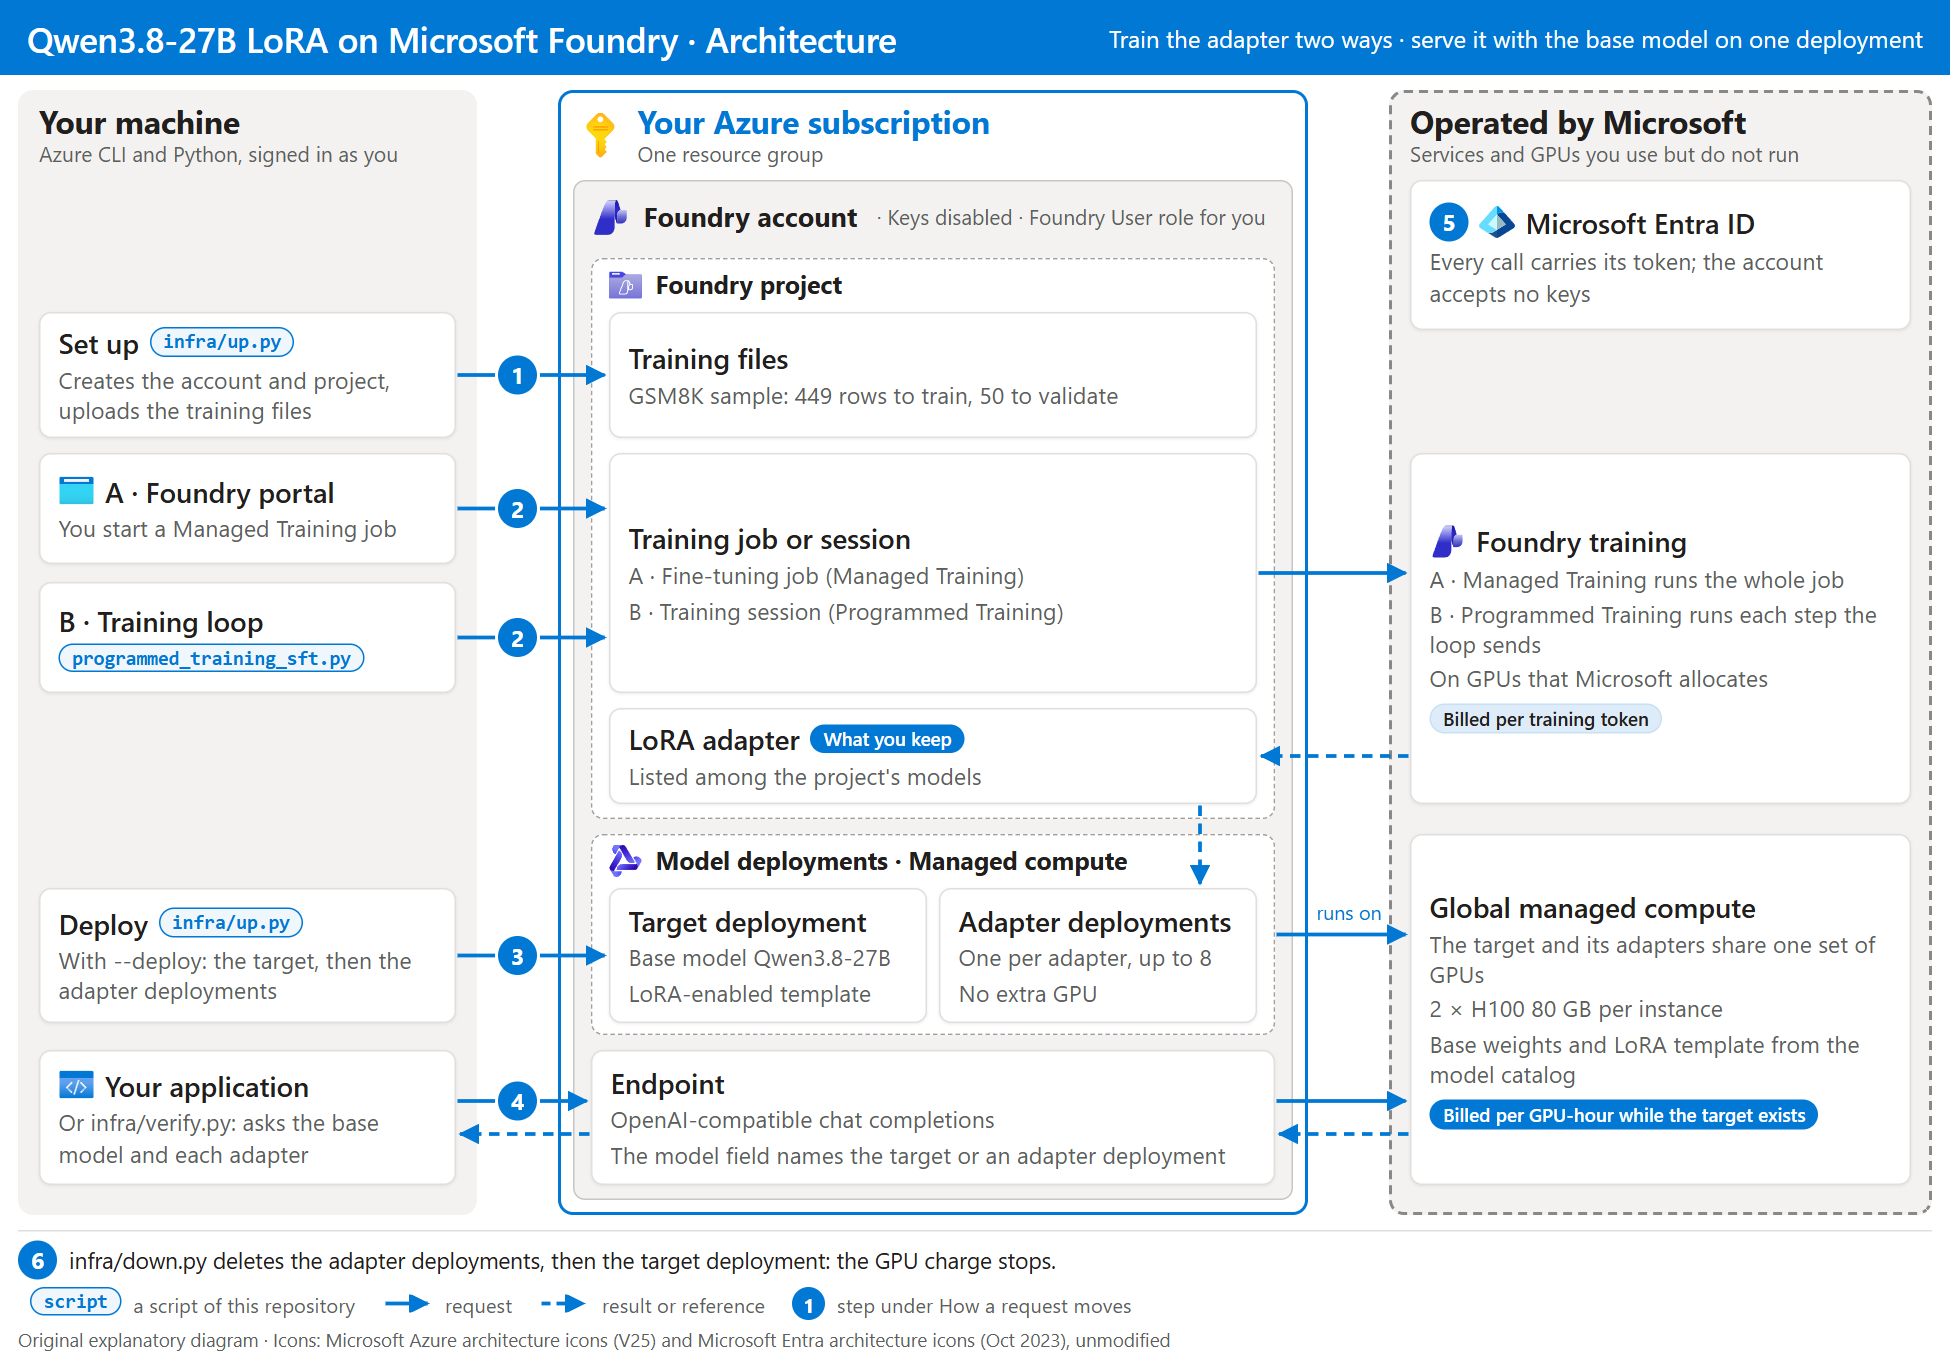 Qwen3.8-27B LoRA on Microsoft Foundry · Architecture
Train the adapter two ways · serve it with the base model on one deployment
Your machine
Azure CLI and Python, signed in as you
Set up infra/up.py
Creates the account and project,
uploads the training files
A · Foundry portal
You start a Managed Training job
B · Training loop
programmed_training_sft.py
Deploy infra/up.py
With --deploy: the target, then the
adapter deployments
Your application
Or infra/verify.py: asks the base
model and each adapter
1
2
2
3
4
Your Azure subscription
One resource group
Foundry account · Keys disabled · Foundry User role for you
Foundry project
Training files
GSM8K sample: 449 rows to train, 50 to validate
Training job or session
A · Fine-tuning job (Managed Training)
B · Training session (Programmed Training)
LoRA adapter What you keep
Listed among the project's models
Model deployments · Managed compute
Target deployment
Base model Qwen3.8-27B
LoRA-enabled template
Adapter deployments
One per adapter, up to 8
No extra GPU
Endpoint
OpenAI-compatible chat completions
The model field names the target or an adapter deployment
runs on
Operated by Microsoft
Services and GPUs you use but do not run
5 Microsoft Entra ID
Every call carries its token; the account
accepts no keys
Foundry training
A · Managed Training runs the whole job
B · Programmed Training runs each step the
loop sends
On GPUs that Microsoft allocates
Billed per training token
Global managed compute
The target and its adapters share one set of
GPUs
2 × H100 80 GB per instance
Base weights and LoRA template from the
model catalog
Billed per GPU-hour while the target exists
6 infra/down.py deletes the adapter deployments, then the target deployment: the GPU charge stops.
script a script of this repository request result or reference 1 step under How a request moves
Original explanatory diagram · Icons: Microsoft Azure architecture icons (V25) and Microsoft Entra architecture icons (Oct 2023), unmodified